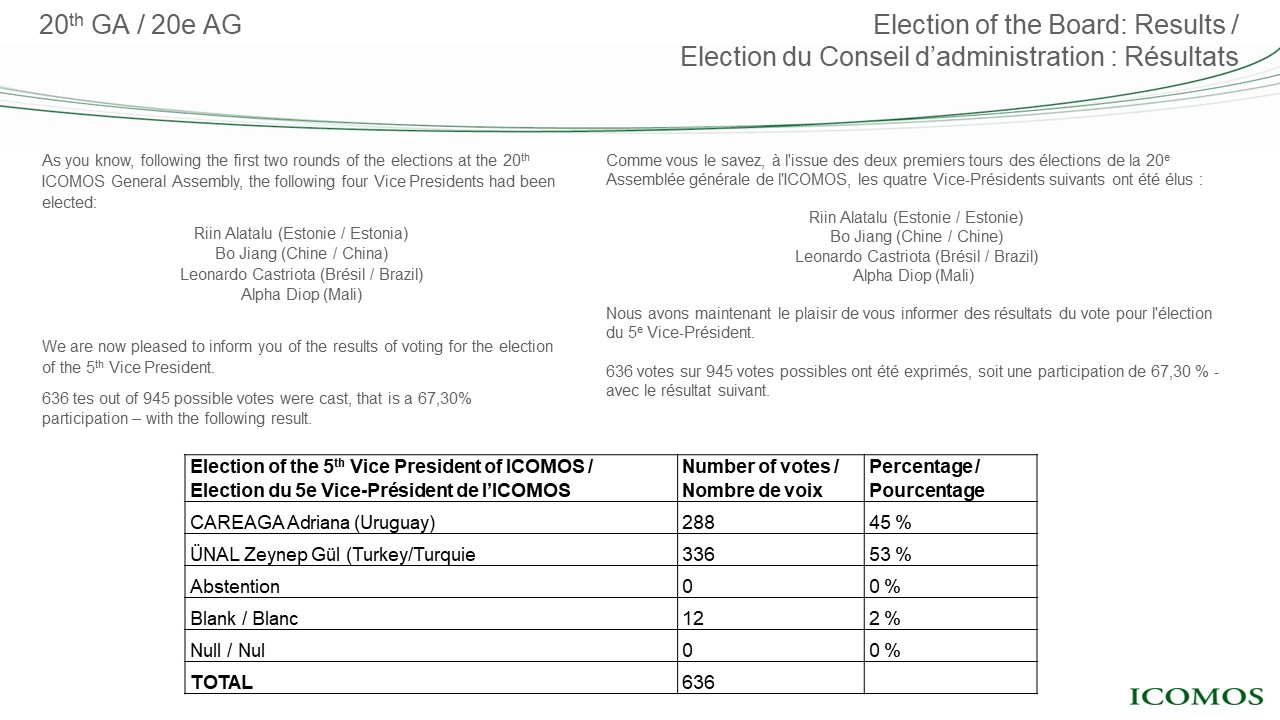 20th GA / 20e AG
Election of the Board: Results /
Election du Conseil d’administration : Résultats
As you know, following the first two rounds of the elections at the 20th
ICOMOS General Assembly, the following four Vice Presidents had been
elected:
Riin Alatalu (Estonie / Estonia)
Bo Jiang (Chine / China)
Leonardo Castriota (Brésil / Brazil)
Alpha Diop (Mali)
We are now pleased to inform you of the results of voting for the election
of the 5th Vice President.
636 tes out of 945 possible votes were cast, that is a 67,30%
participation – with the following result.
Comme vous le savez, à l'issue des deux premiers tours des élections de la 20e
Assemblée générale de l'ICOMOS, les quatre Vice-Présidents suivants ont été élus :
Riin Alatalu (Estonie / Estonie)
Bo Jiang (Chine / Chine)
Leonardo Castriota (Brésil / Brazil)
Alpha Diop (Mali)
Nous avons maintenant le plaisir de vous informer des résultats du vote pour l'élection
du 5e Vice-Président.
636 votes sur 945 votes possibles ont été exprimés, soit une participation de 67,30 % -
avec le résultat suivant.
Election of the 5th Vice President of ICOMOS / Number of votes / Percentage /
Election du 5e Vice-Président de l’ICOMOS Nombre de voix Pourcentage
CAREAGA Adriana (Uruguay) 288 45 %
ÜNAL Zeynep Gül (Turkey/Turquie 336 53 %
Abstention 0 0 %
Blank / Blanc 12 2 %
Null / Nul 0 0 %
TOTAL 636
ICOMOS